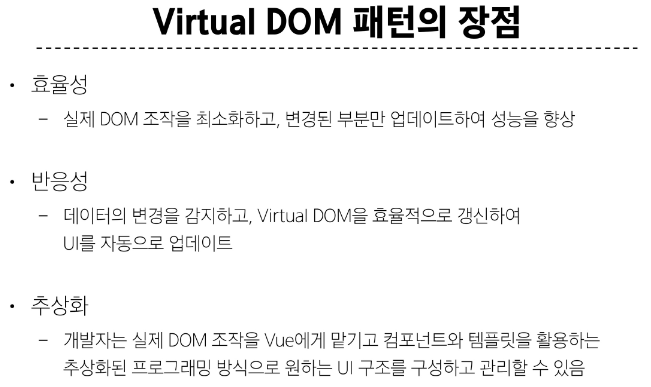 Virtual DOM 패턴의 장점
• 효율성
– 실제 DOM 조작을 최소화하고, 변경된 부분만 업데이트하여 성능을 향상
• 반응성
– 데이터의 변경을 감지하고, Virtual DOM을 효율적으로 갱신하여
UI를 자동으로 업데이트
• 추상화
– 개발자는 실제 DOM 조작을 Vue에게 맡기고 컴포넌트와 템플릿을 활용하는
추상화된 프로그래밍 방식으로 원하는 UI 구조를 구성하고 관리할 수 있음